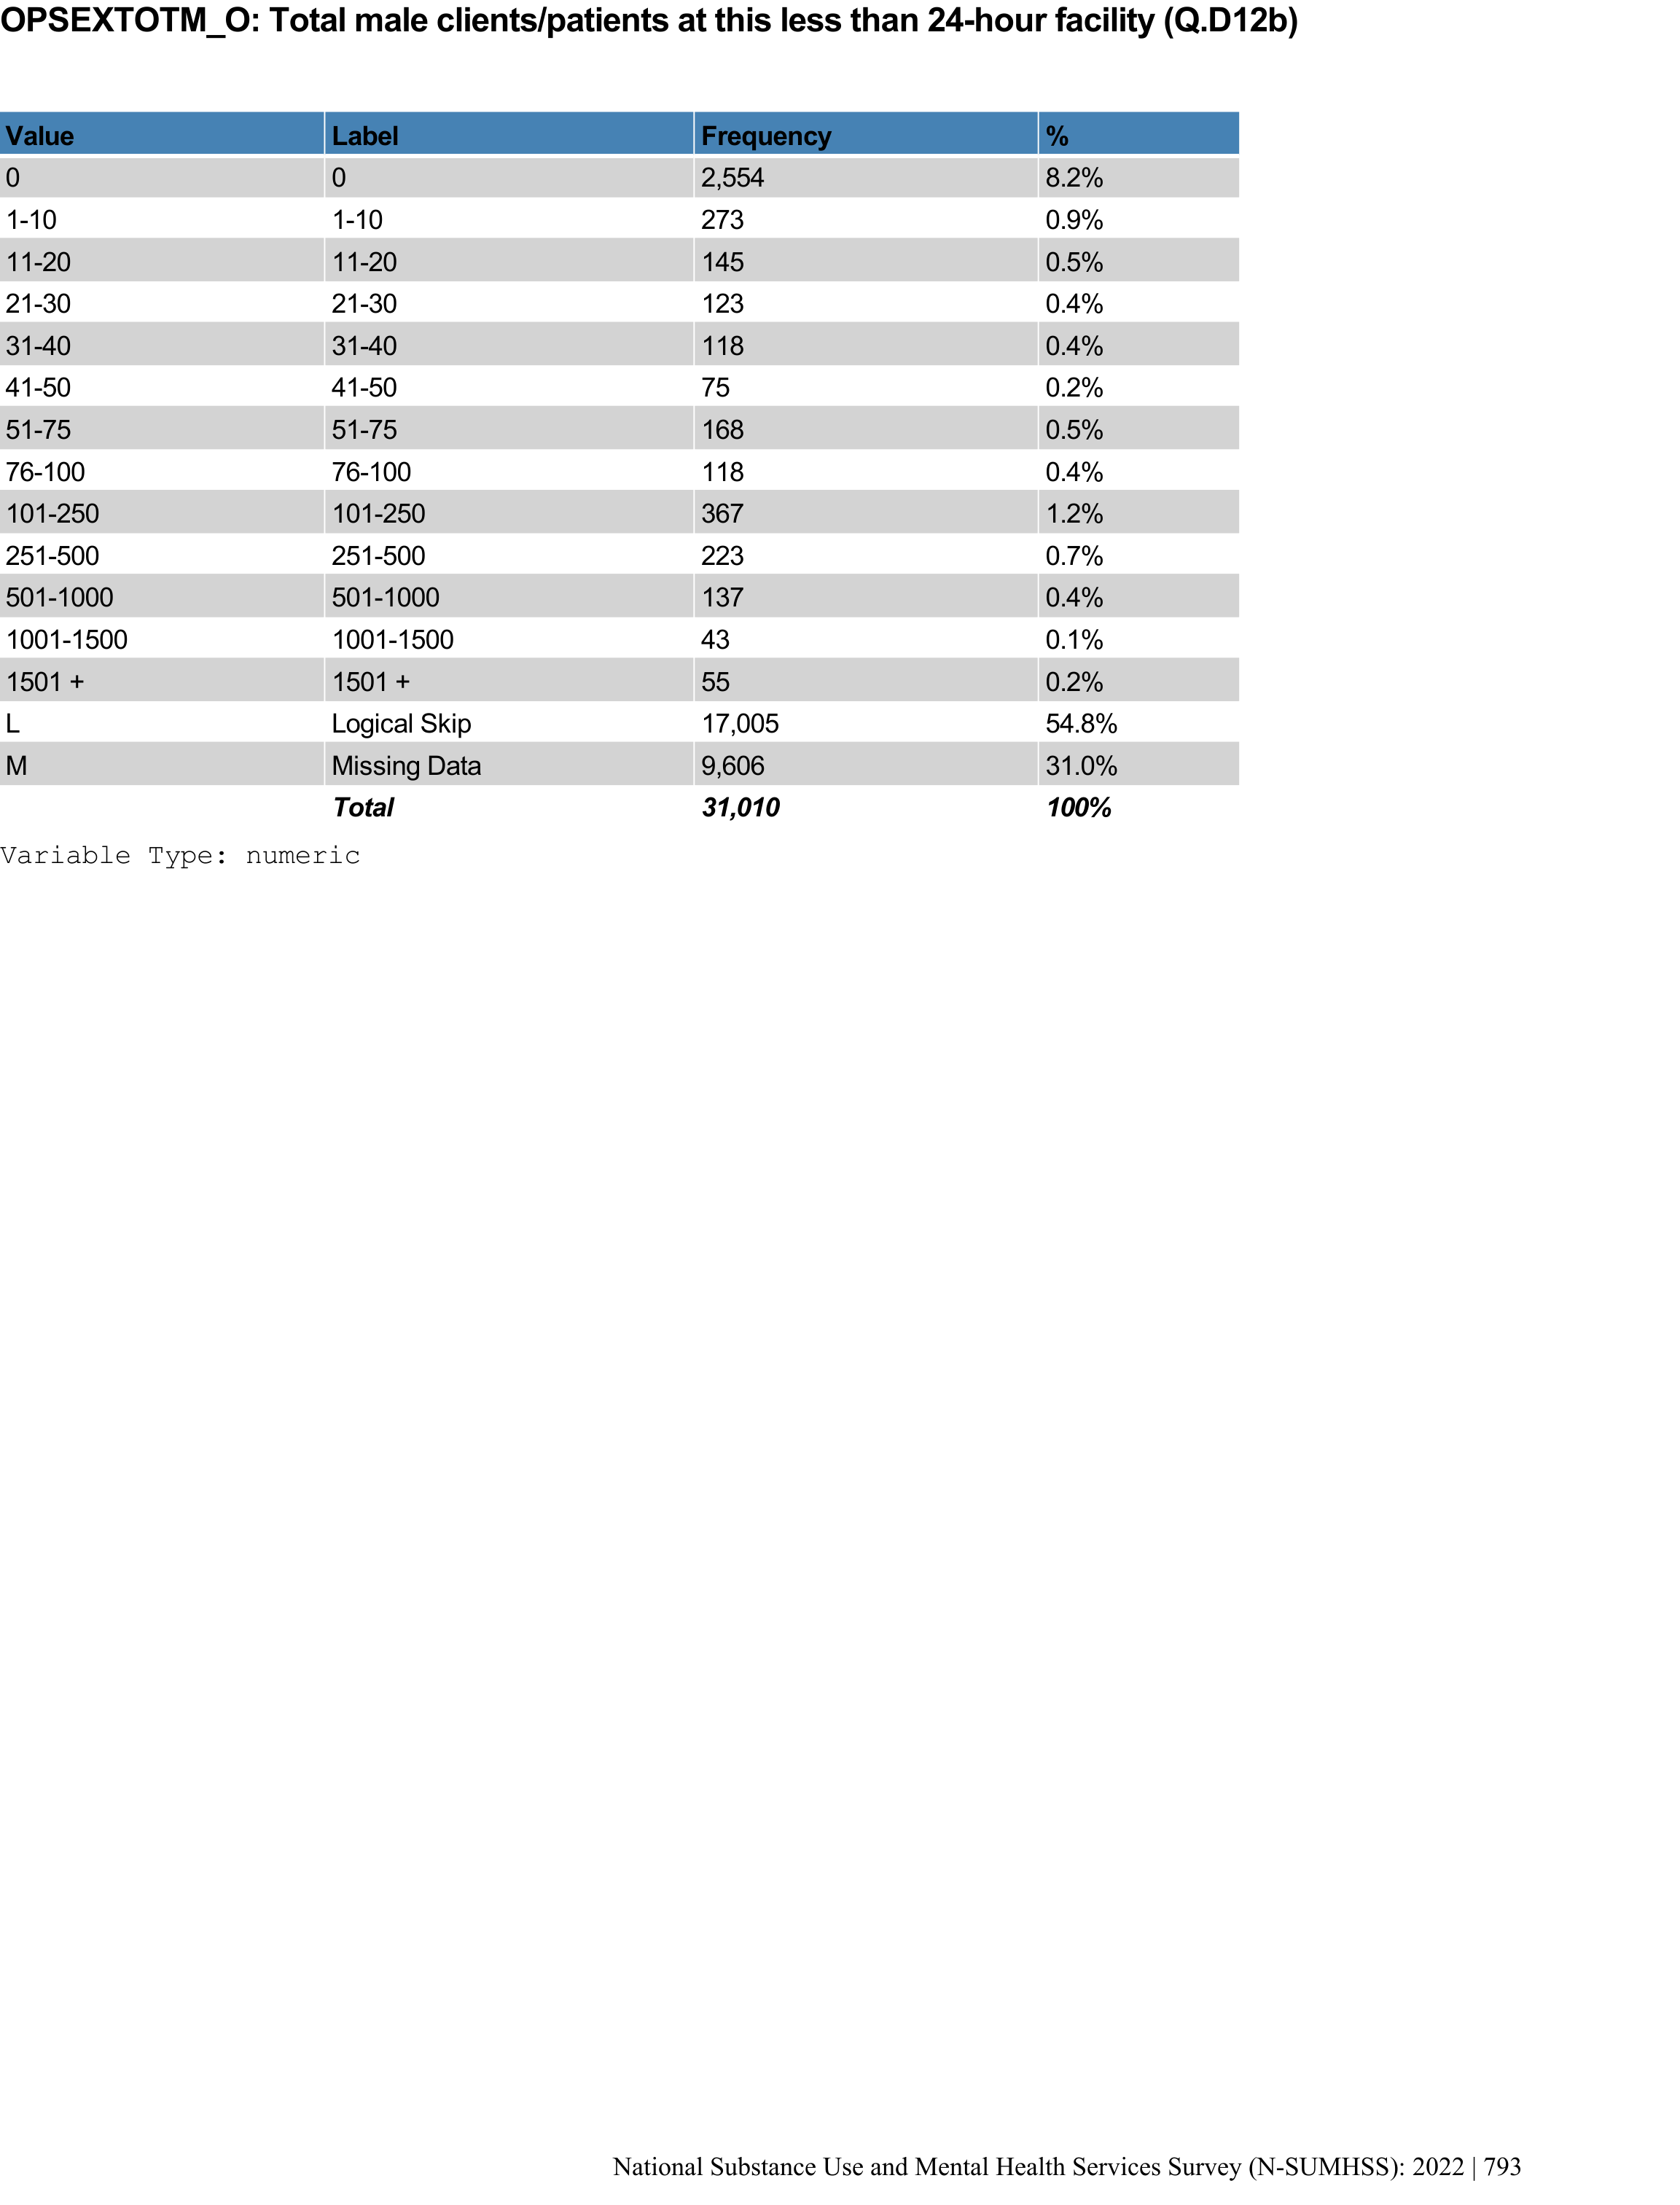 OPSEXTOTM_O: Total male clients/patients at this less than 24-hour facility (Q.D12b)
Value Label Frequency %
0 0 2,554 8.2%
1-10 1-10 273 0.9%
11-20 11-20 145 0.5%
21-30 21-30 123 0.4%
31-40 31-40 118 0.4%
41-50 41-50 75 0.2%
51-75 51-75 168 0.5%
76-100 76-100 118 0.4%
101-250 101-250 367 1.2%
251-500 251-500 223 0.7%
501-1000 501-1000 137 0.4%
1001-1500 1001-1500 43 0.1%
1501 + 1501 + 55 0.2%
L Logical Skip 17,005 54.8%
M Missing Data 9,606 31.0%
Total 31,010 100%
Variable Type: numeric
National Substance Use and Mental Health Services Survey (N-SUMHSS): 2022 | 793